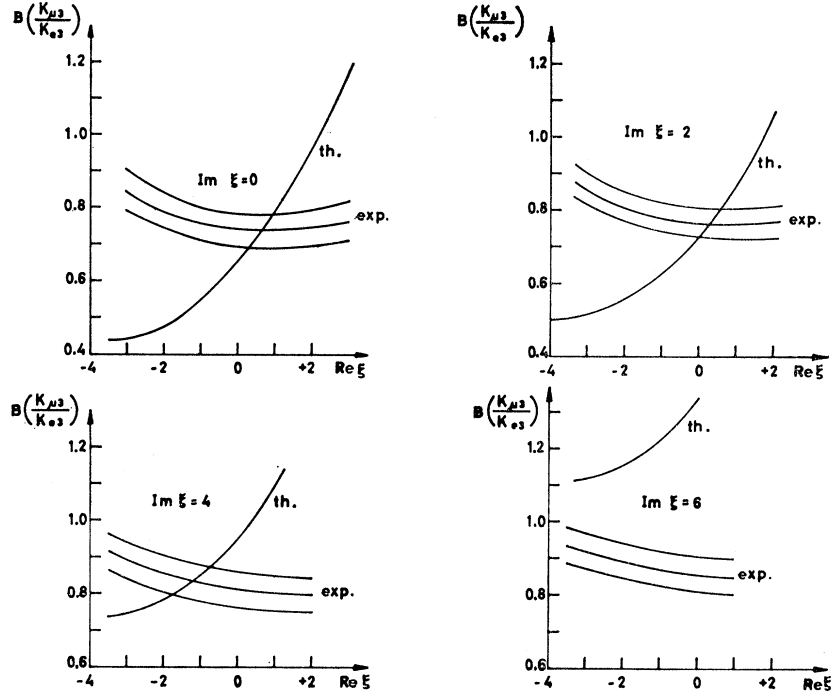 B(Kμ3/Ke3)
1.2
1.0
0.8
0.6
0.4
Im ξ=0
th.
exp.
-4 -2 0 +2 Re ξ
B(Kμ3/Ke3)
1.2
1.0
0.8
0.6
0.4
Im ξ = 2
th.
exp.
-4 -2 0 +2 Re ξ
B(Kμ3/Ke3)
1.2
1.0
0.8
0.6
Im ξ = 4
th.
exp.
-4 -2 0 +2 Re ξ
B(Kμ3/Ke3)
1.2
1.0
0.8
0.6
th.
Im ξ = 6
exp.
-4 -2 0 +2 Re ξ